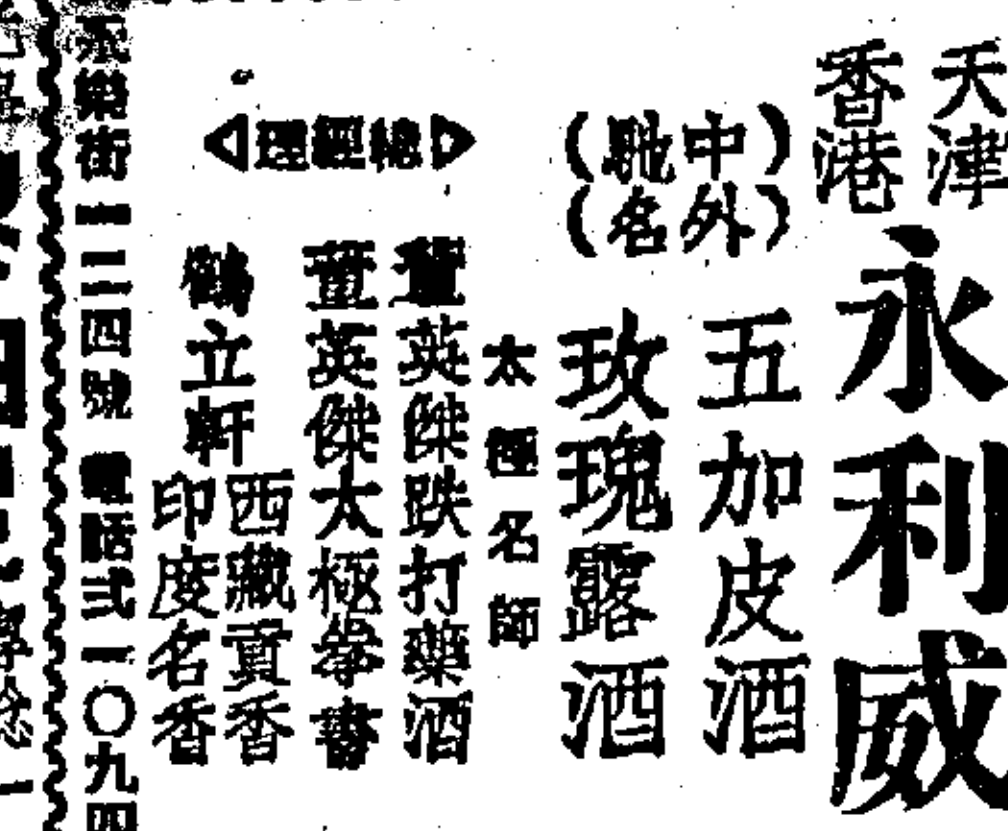 天津
香港
永利威
(中馳)
(外名)
五加皮酒
玫瑰露酒
太極名師
董英傑跌打藥酒
董英傑太極拳書
總經理
鶴立軒
西藏貢香
印度名香
永樂街一二四號 電話弍一〇九四